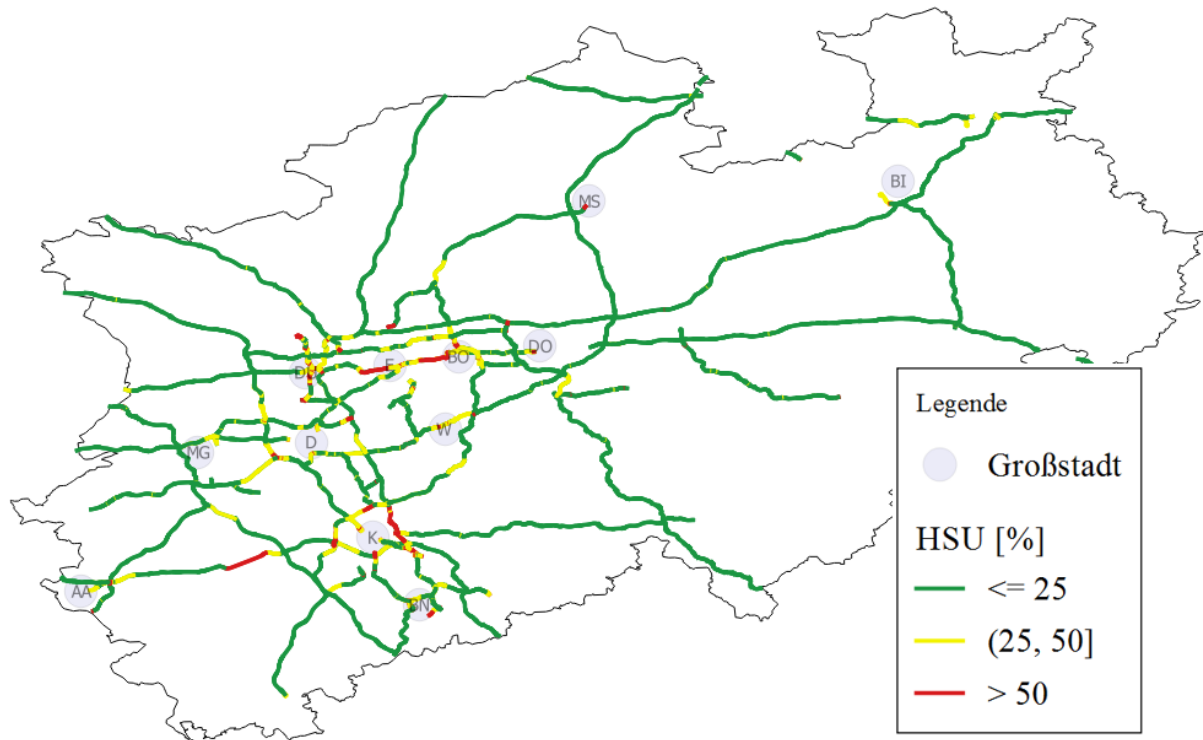 BI
MS
DO
BO
E
DU
W
D
MG
K
AA
BN
Legende
Großstadt
HSU [%]
<= 25
(25, 50]
> 50